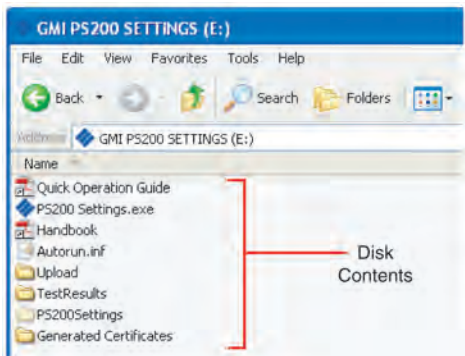 GMI PS200 SETTINGS (E:)
File Edit View Favorites Tools Help
Back Search Folders
Address GMI PS200 SETTINGS (E:)
Name
Quick Operation Guide
PS200 Settings.exe
Handbook
Autorun.inf
Upload
TestResults
PS200Settings
Generated Certificates
Disk
Contents